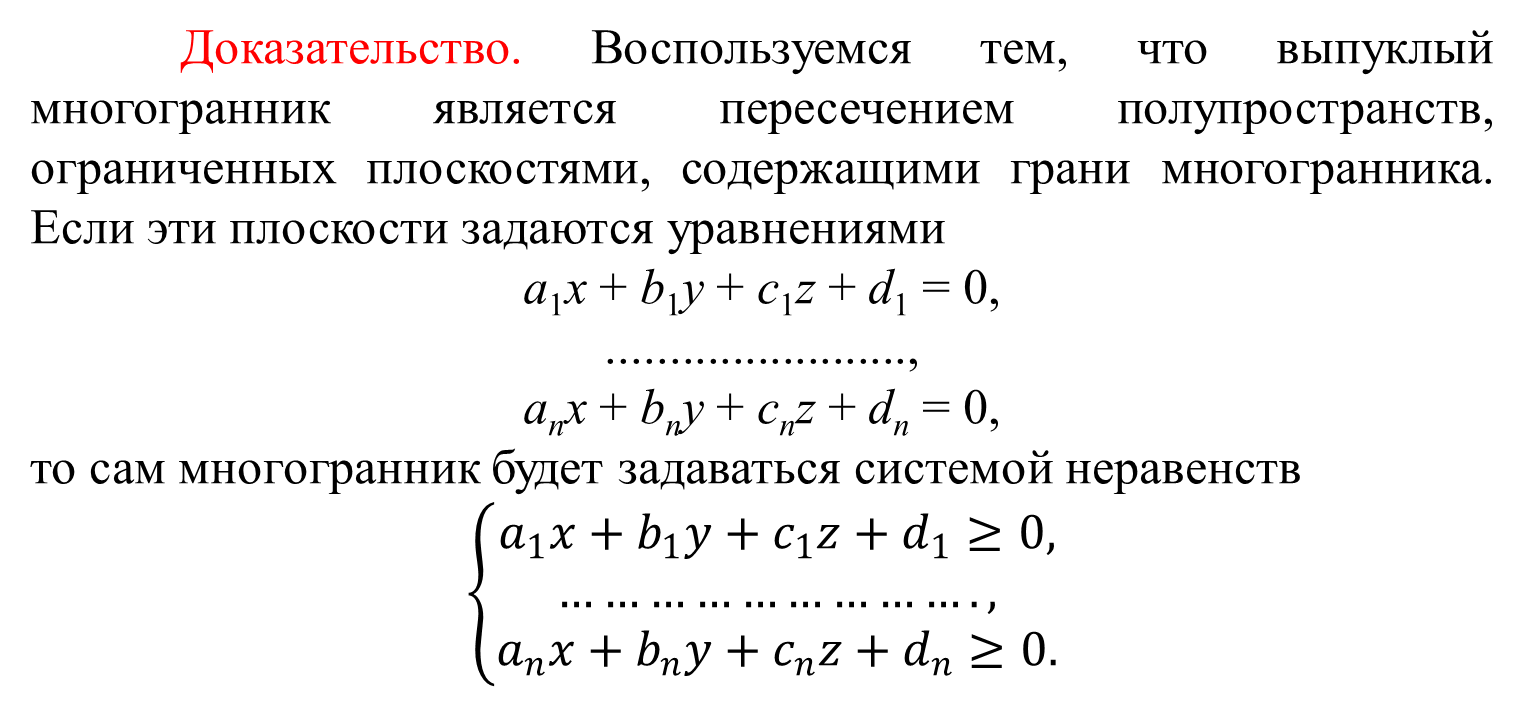 Доказательство. Воспользуемся тем, что выпуклый
многогранник является пересечением полупространств,
ограниченных плоскостями, содержащими грани многогранника.
Если эти плоскости задаются уравнениями
a₁x + b₁y + c₁z + d₁ = 0,
........................,
aₙx + bₙy + cₙz + dₙ = 0,
то сам многогранник будет задаваться системой неравенств
{a₁x + b₁y + c₁z + d₁ ≥ 0,
… … … … … … … … … . ,
aₙx + bₙy + cₙz + dₙ ≥ 0.